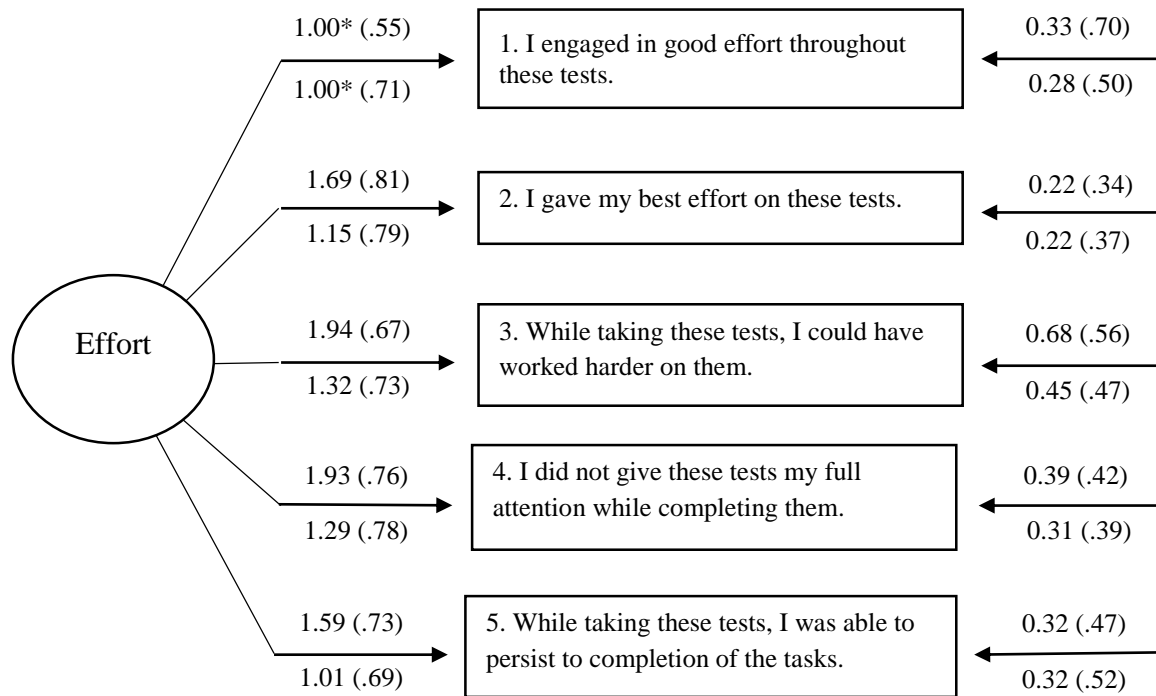 1.00* (.55)
1.00* (.71)
1. I engaged in good effort throughout
these tests.
0.33 (.70)
0.28 (.50)
1.69 (.81)
1.15 (.79)
2. I gave my best effort on these tests.
0.22 (.34)
0.22 (.37)
Effort
1.94 (.67)
1.32 (.73)
3. While taking these tests, I could have
worked harder on them.
0.68 (.56)
0.45 (.47)
1.93 (.76)
1.29 (.78)
4. I did not give these tests my full
attention while completing them.
0.39 (.42)
0.31 (.39)
1.59 (.73)
1.01 (.69)
5. While taking these tests, I was able to
persist to completion of the tasks.
0.32 (.47)
0.32 (.52)